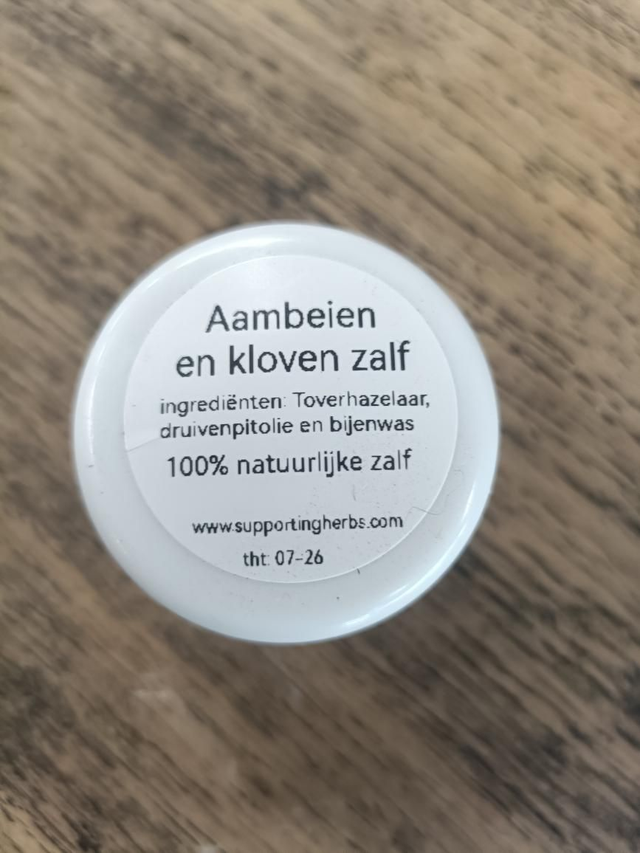 Aambeien
en kloven zalf
ingrediënten: Toverhazelaar,
druivenpitolie en bijenwas
100% natuurlijke zalf
www.supportingherbs.com
tht: 07-26